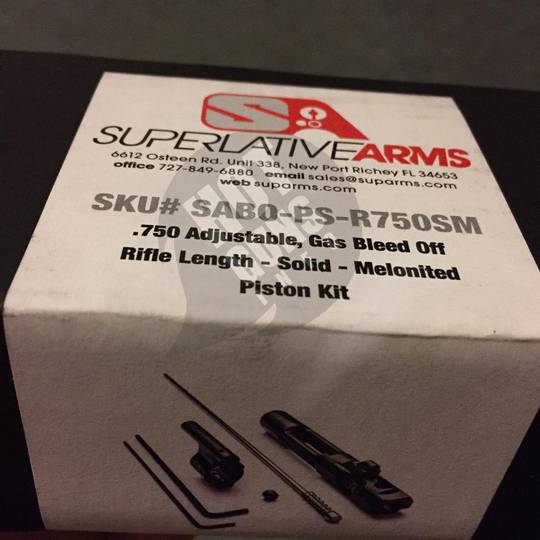 SUPERLATIVEARMS
6612 Osteen Rd. Unit 338, New Port Richey FL 34653
office 727-849-6880 email sales@suparms.com
web suparms.com
SKU# SABO-PS-R750SM
.750 Adjustable, Gas Bleed Off
Rifle Length - Solid - Melonited
Piston Kit